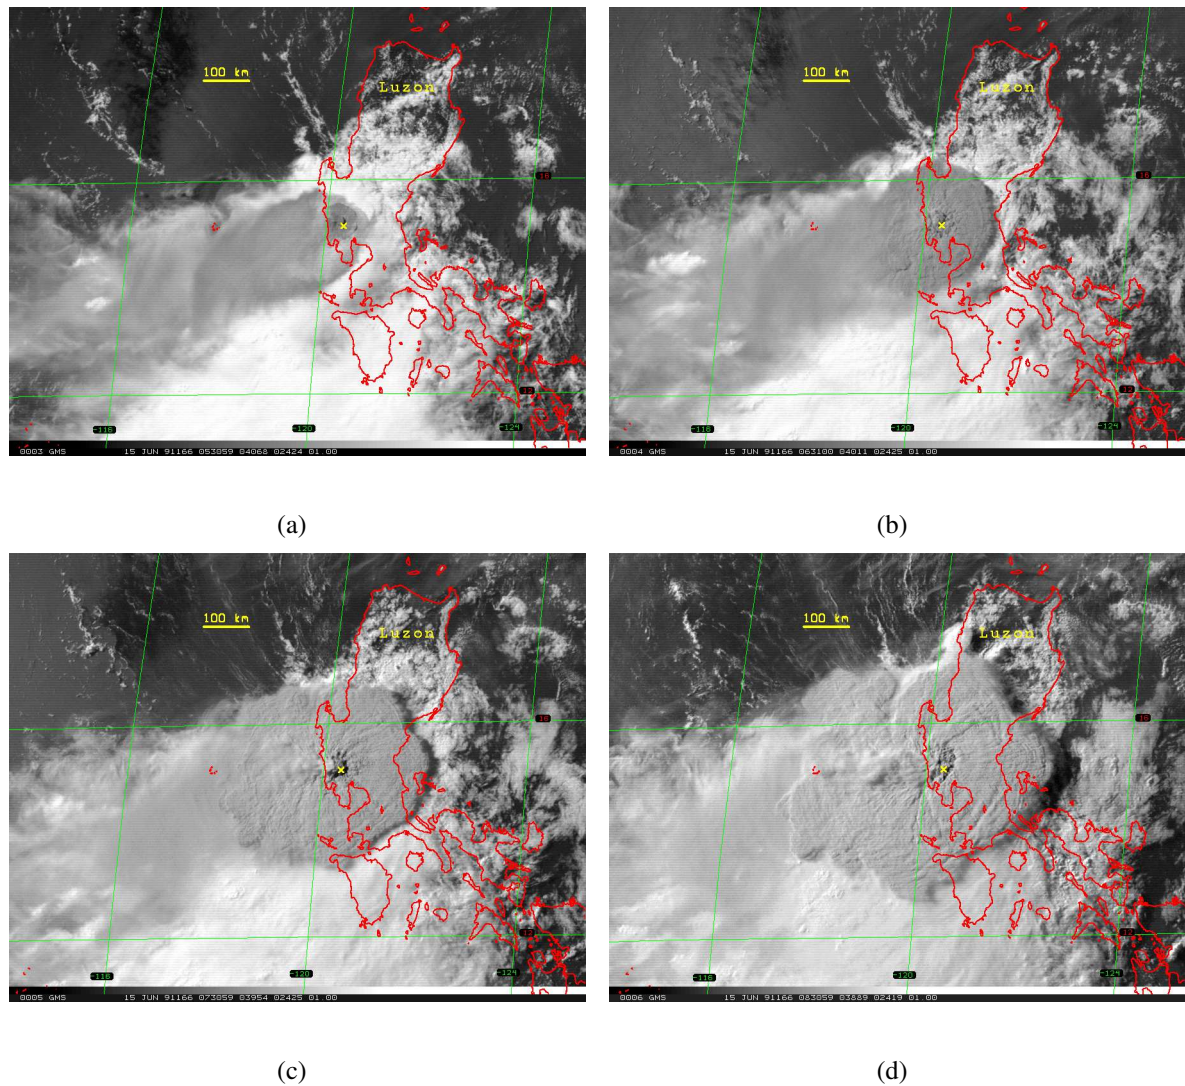 100 km
Luzon
16
12
-116
-120
-124
0003 GMS 15 JUN 91166 053059 04068 02424 01.00
(a)
100 km
Luzon
16
12
-116
-120
-124
0004 GMS 15 JUN 91166 063100 04011 02425 01.00
(b)
100 km
Luzon
16
12
-116
-120
-124
0005 GMS 15 JUN 91166 073059 03954 02425 01.00
(c)
100 km
Luzon
16
12
-116
-120
-124
0006 GMS 15 JUN 91166 083059 03889 02419 01.00
(d)